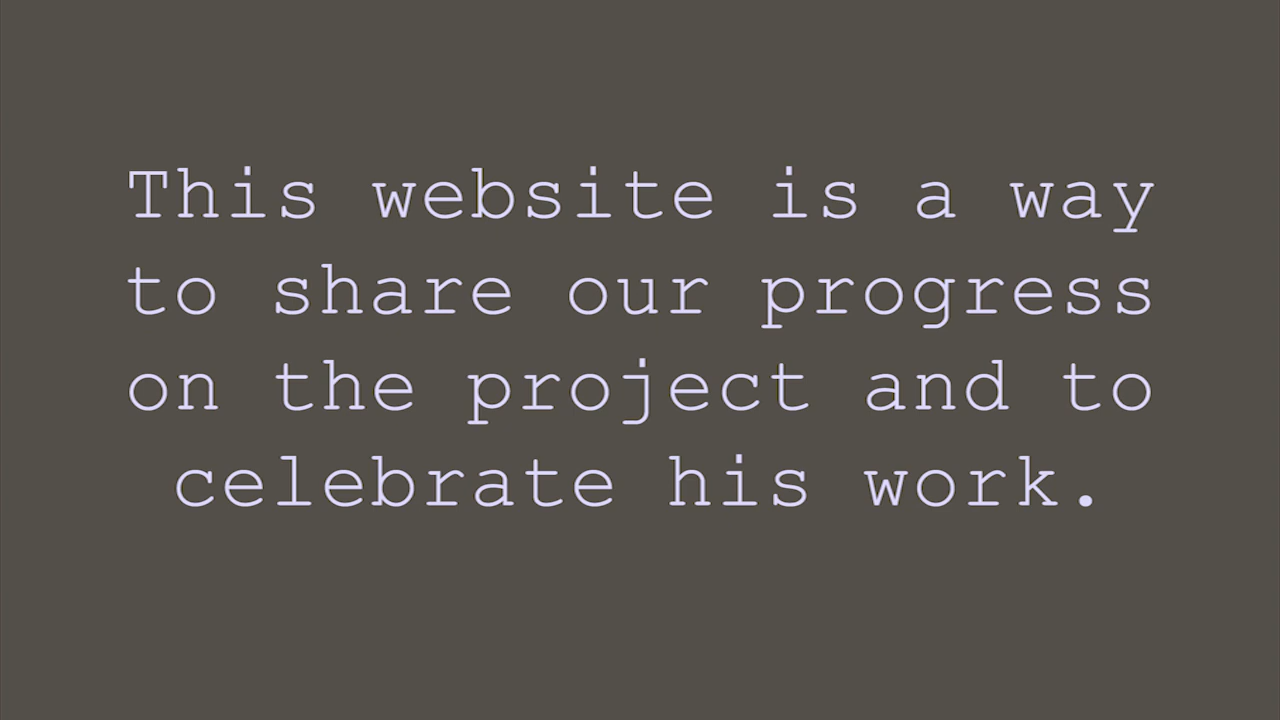 This website is a way
to share our progress
on the project and to
celebrate his work.